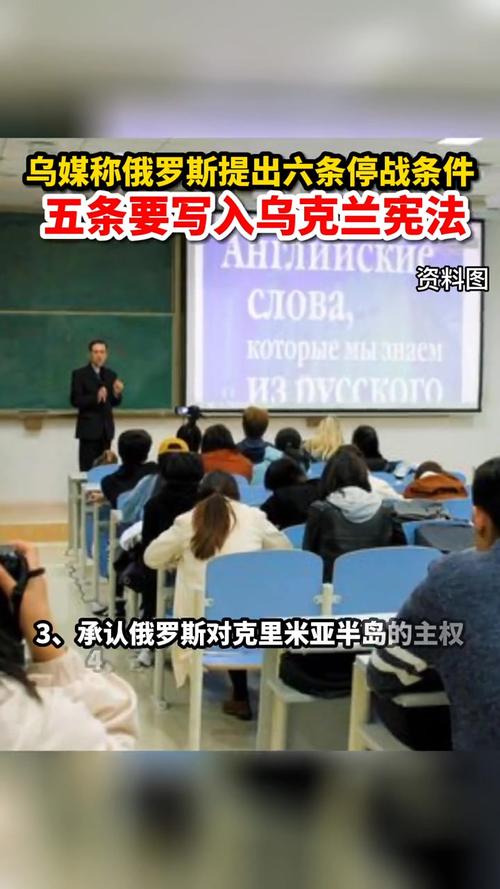 乌媒称俄罗斯提出六条停战条件
五条要写入乌克兰宪法
资料图
Английские
слова,
которые мы знаем
из русского
3、承认俄罗斯对克里米亚半岛的主权
4、